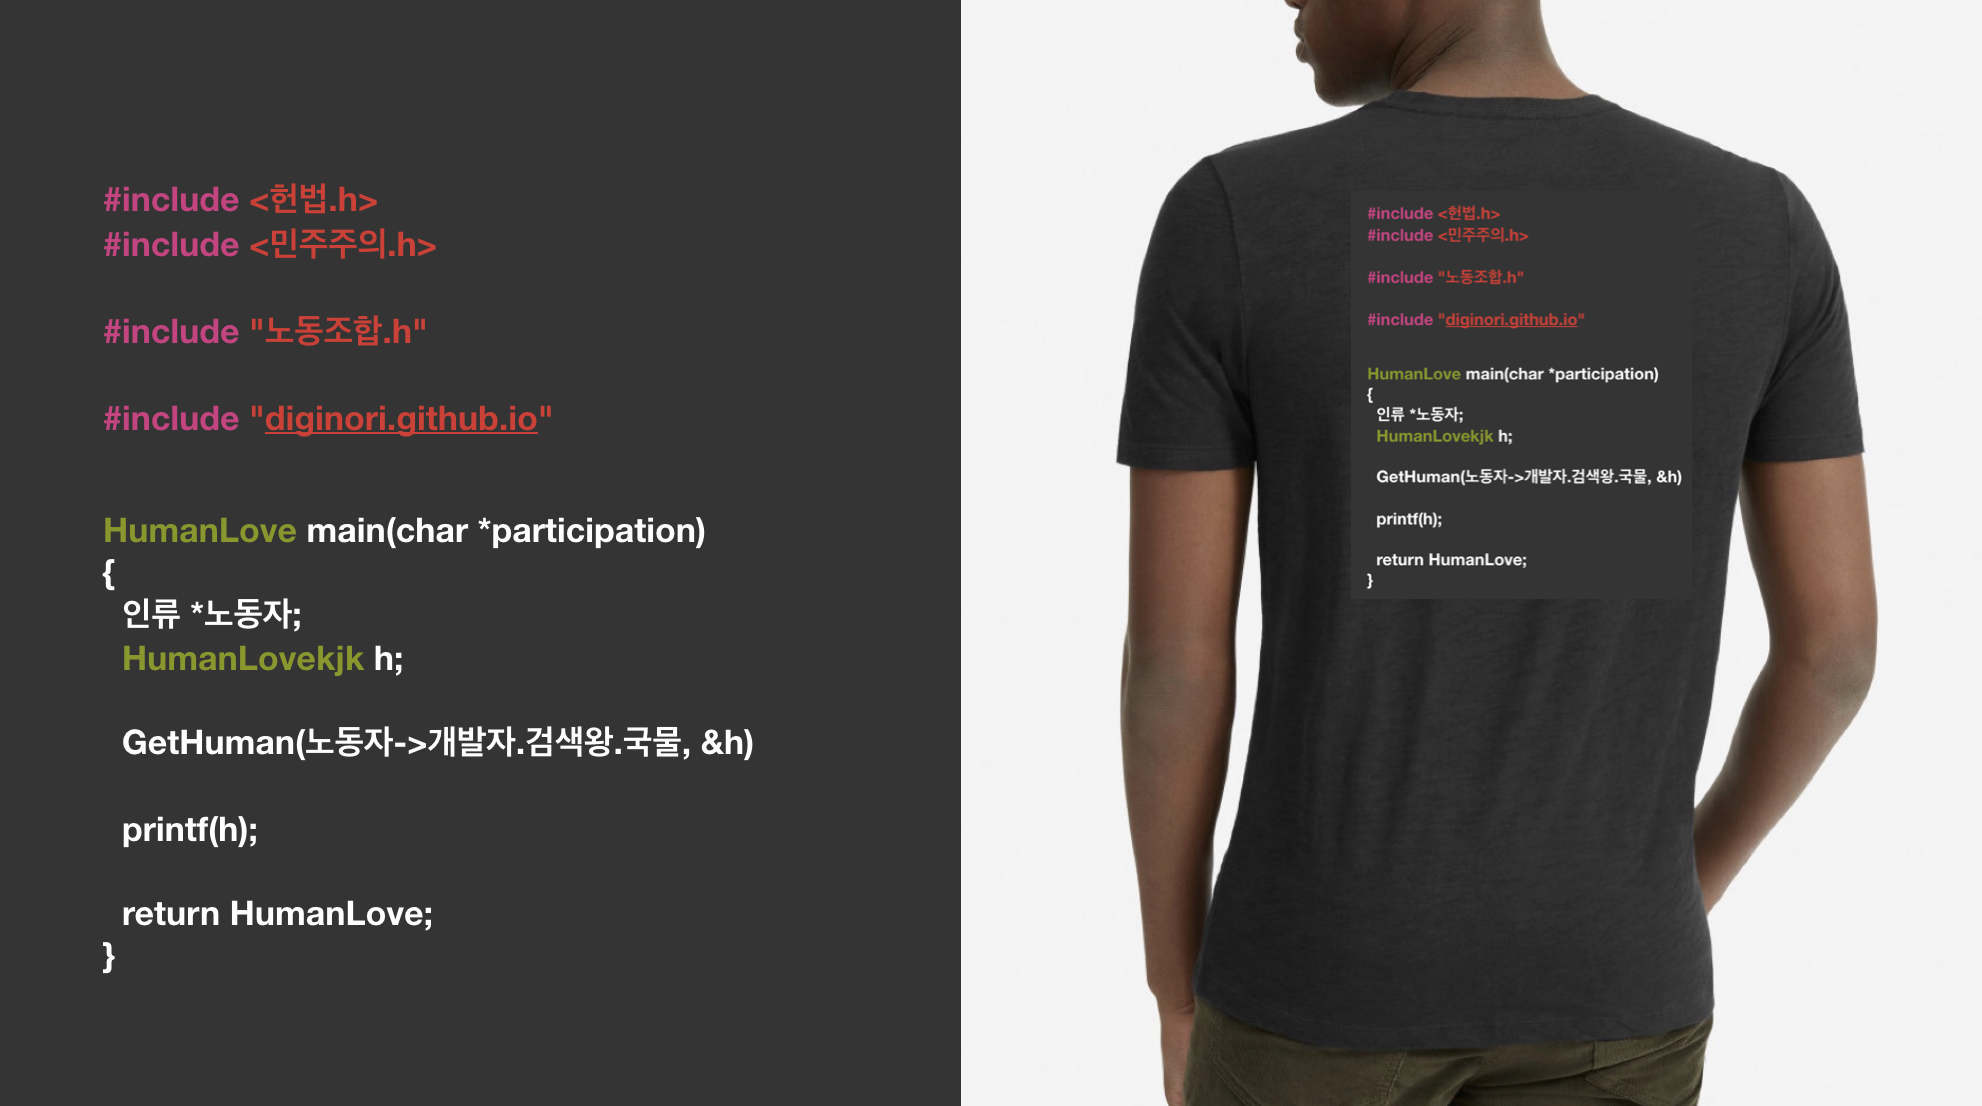 #include <헌법.h>
#include <민주주의.h>
#include "노동조합.h"
#include "diginori.github.io"
HumanLove main(char *participation)
{
인류 *노동자;
HumanLovekjk h;
GetHuman(노동자->개발자.검색왕.국물, &h)
printf(h);
return HumanLove;
}
#include <헌법.h>
#include <민주주의.h>
#include "노동조합.h"
#include "diginori.github.io"
HumanLove main(char *participation)
{
인류 *노동자;
HumanLovekjk h;
GetHuman(노동자->개발자.검색왕.국물, &h)
printf(h);
return HumanLove;
}